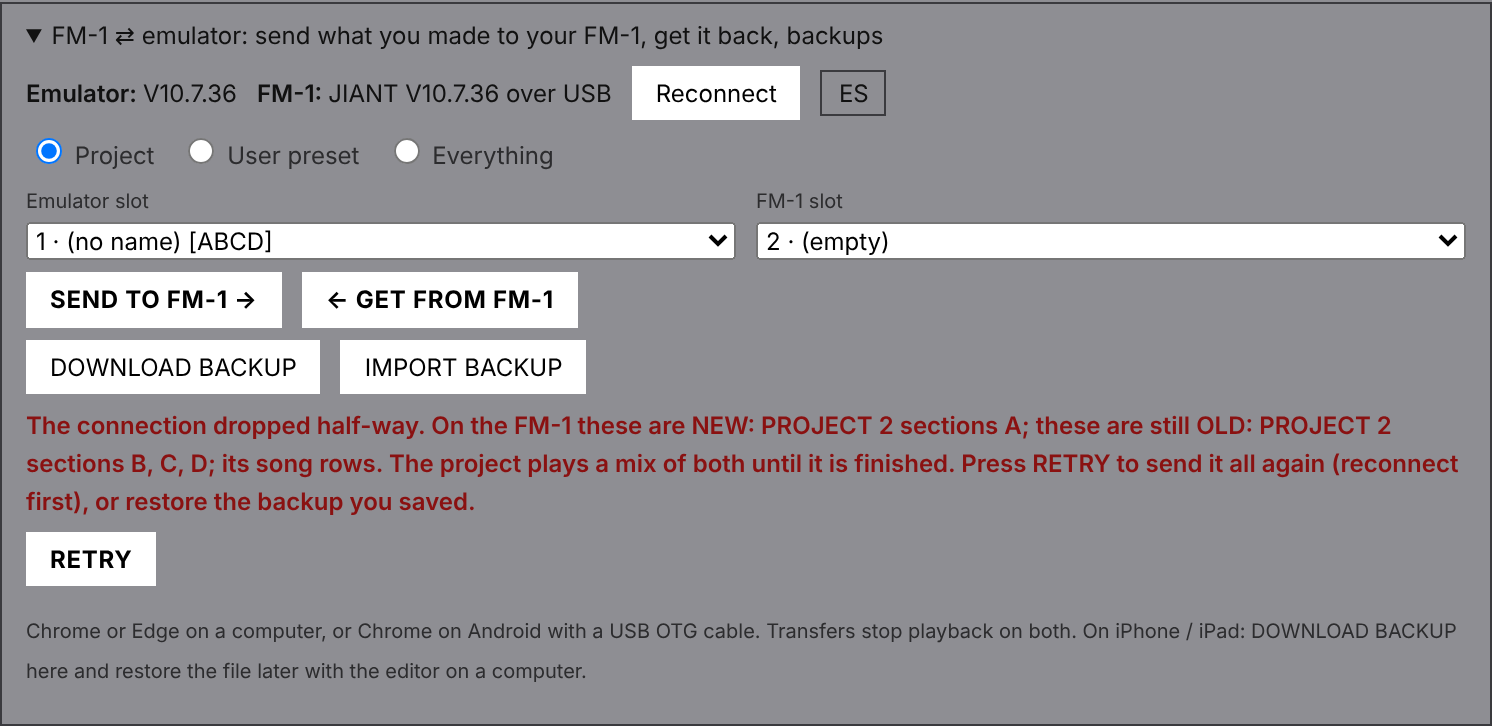 ▼ FM-1 ⇄ emulator: send what you made to your FM-1, get it back, backups
Emulator: V10.7.36 FM-1: JIANT V10.7.36 over USB Reconnect ES
Project User preset Everything
Emulator slot FM-1 slot
1 · (no name) [ABCD] 2 · (empty)
SEND TO FM-1 → ← GET FROM FM-1
DOWNLOAD BACKUP IMPORT BACKUP
The connection dropped half-way. On the FM-1 these are NEW: PROJECT 2 sections A; these are still OLD: PROJECT 2
sections B, C, D; its song rows. The project plays a mix of both until it is finished. Press RETRY to send it all again (reconnect
first), or restore the backup you saved.
RETRY
Chrome or Edge on a computer, or Chrome on Android with a USB OTG cable. Transfers stop playback on both. On iPhone / iPad: DOWNLOAD BACKUP
here and restore the file later with the editor on a computer.